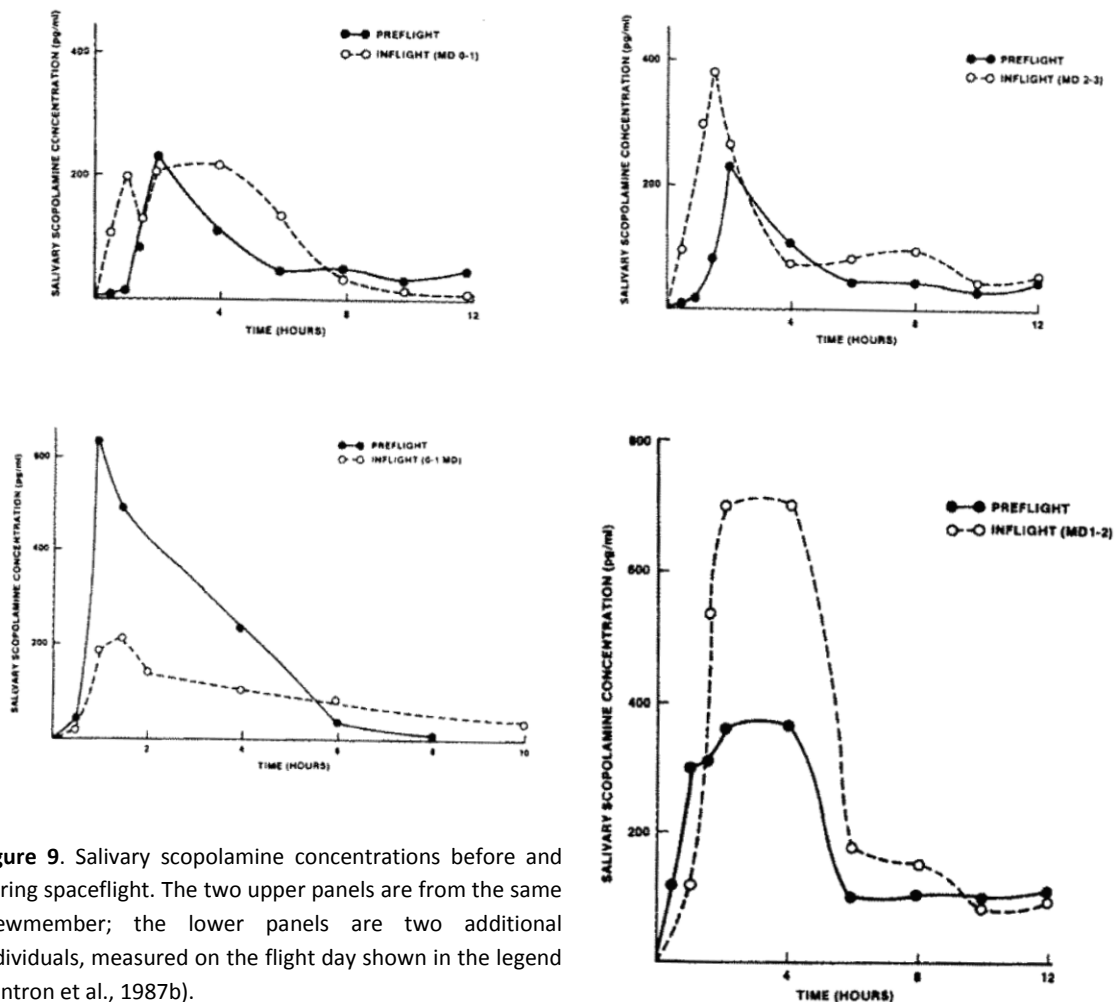 SALIVARY SCOPOLAMINE CONCENTRATION (pg/ml)
400
200
PREFLIGHT
INFLIGHT (MD 0-1)
4
8
12
TIME (HOURS)
SALIVARY SCOPOLAMINE CONCENTRATION (pg/ml)
400
200
PREFLIGHT
INFLIGHT (MD 2-3)
4
8
12
TIME (HOURS)
SALIVARY SCOPOLAMINE CONCENTRATION (pg/ml)
600
400
200
PREFLIGHT
INFLIGHT (0-1 MD)
2
4
6
8
10
TIME (HOURS)
SALIVARY SCOPOLAMINE CONCENTRATION (pg/ml)
800
600
400
200
PREFLIGHT
INFLIGHT (MD1-2)
4
8
12
TIME (HOURS)
gure 9. Salivary scopolamine concentrations before and
ring spaceflight. The two upper panels are from the same
ewmember; the lower panels are two additional
dividuals, measured on the flight day shown in the legend
ntron et al., 1987b).